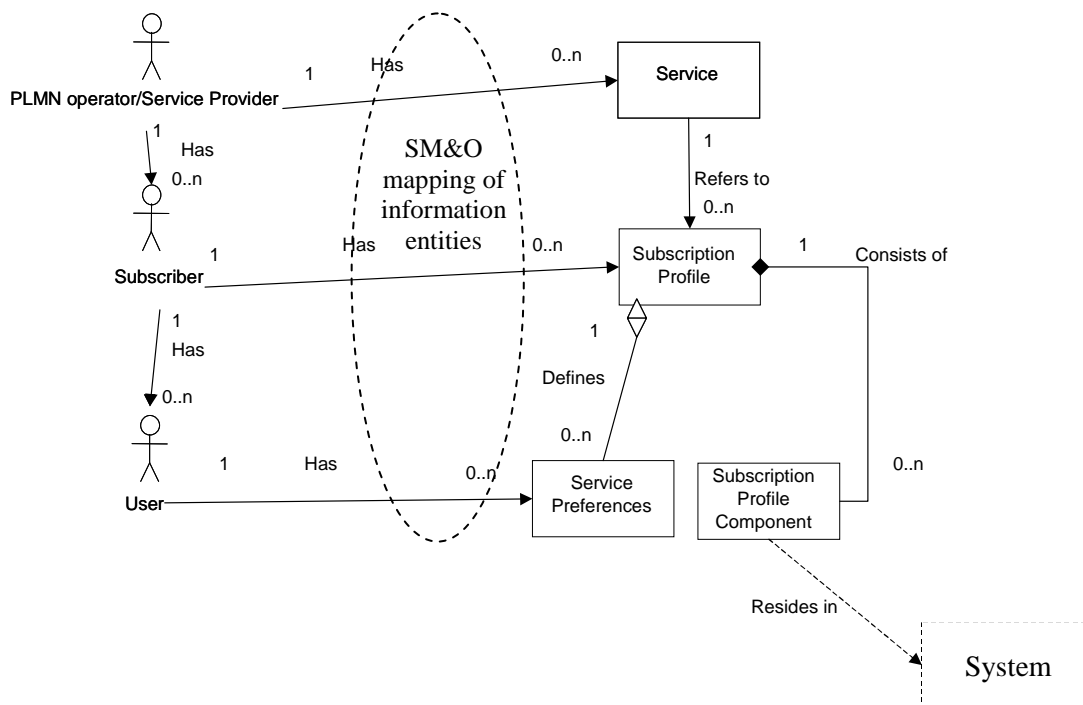 1
Has
0..n
Service
PLMN operator/Service Provider
1
Has
0..n
SM&O
mapping of
information
entities
1
Refers to
0..n
Subscriber
1
Has
0..n
Subscription
Profile
1
Consists of
1
Has
0..n
1
Defines
0..n
User
1
Has
0..n
Service
Preferences
Subscription
Profile
Component
0..n
Resides in
System